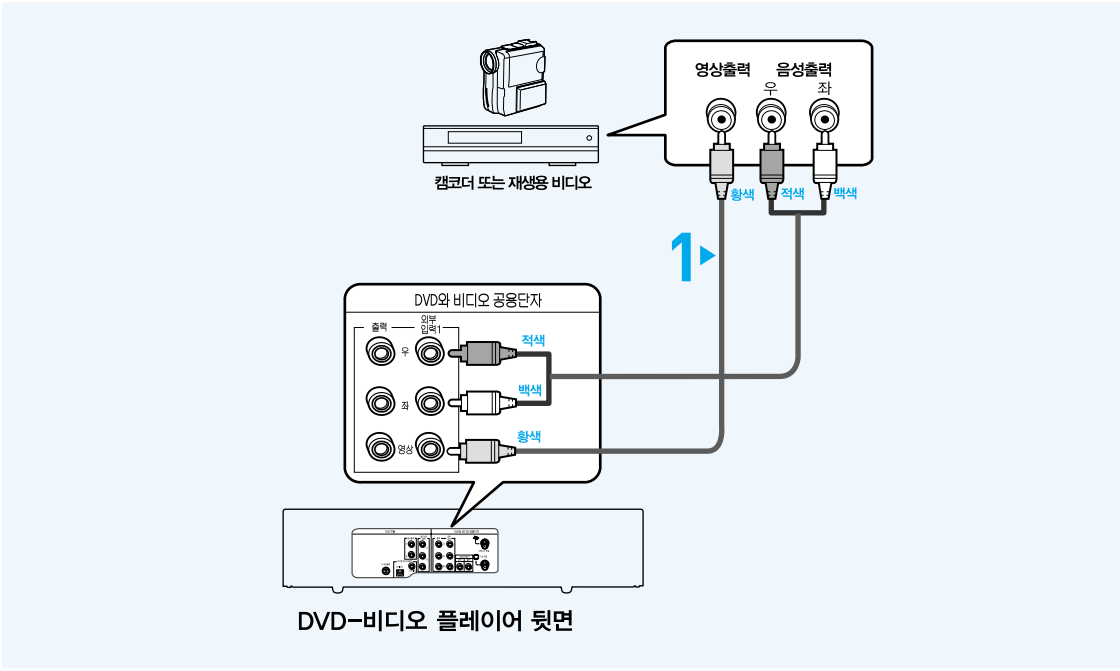 영상출력 음성출력
우 좌
캠코더 또는 재생용 비디오
황색 적색 백색
1
DVD와 비디오 공용단자
출력 외부
입력1
적색
우
백색
좌
황색
영상
DVD-비디오 플레이어 뒷면